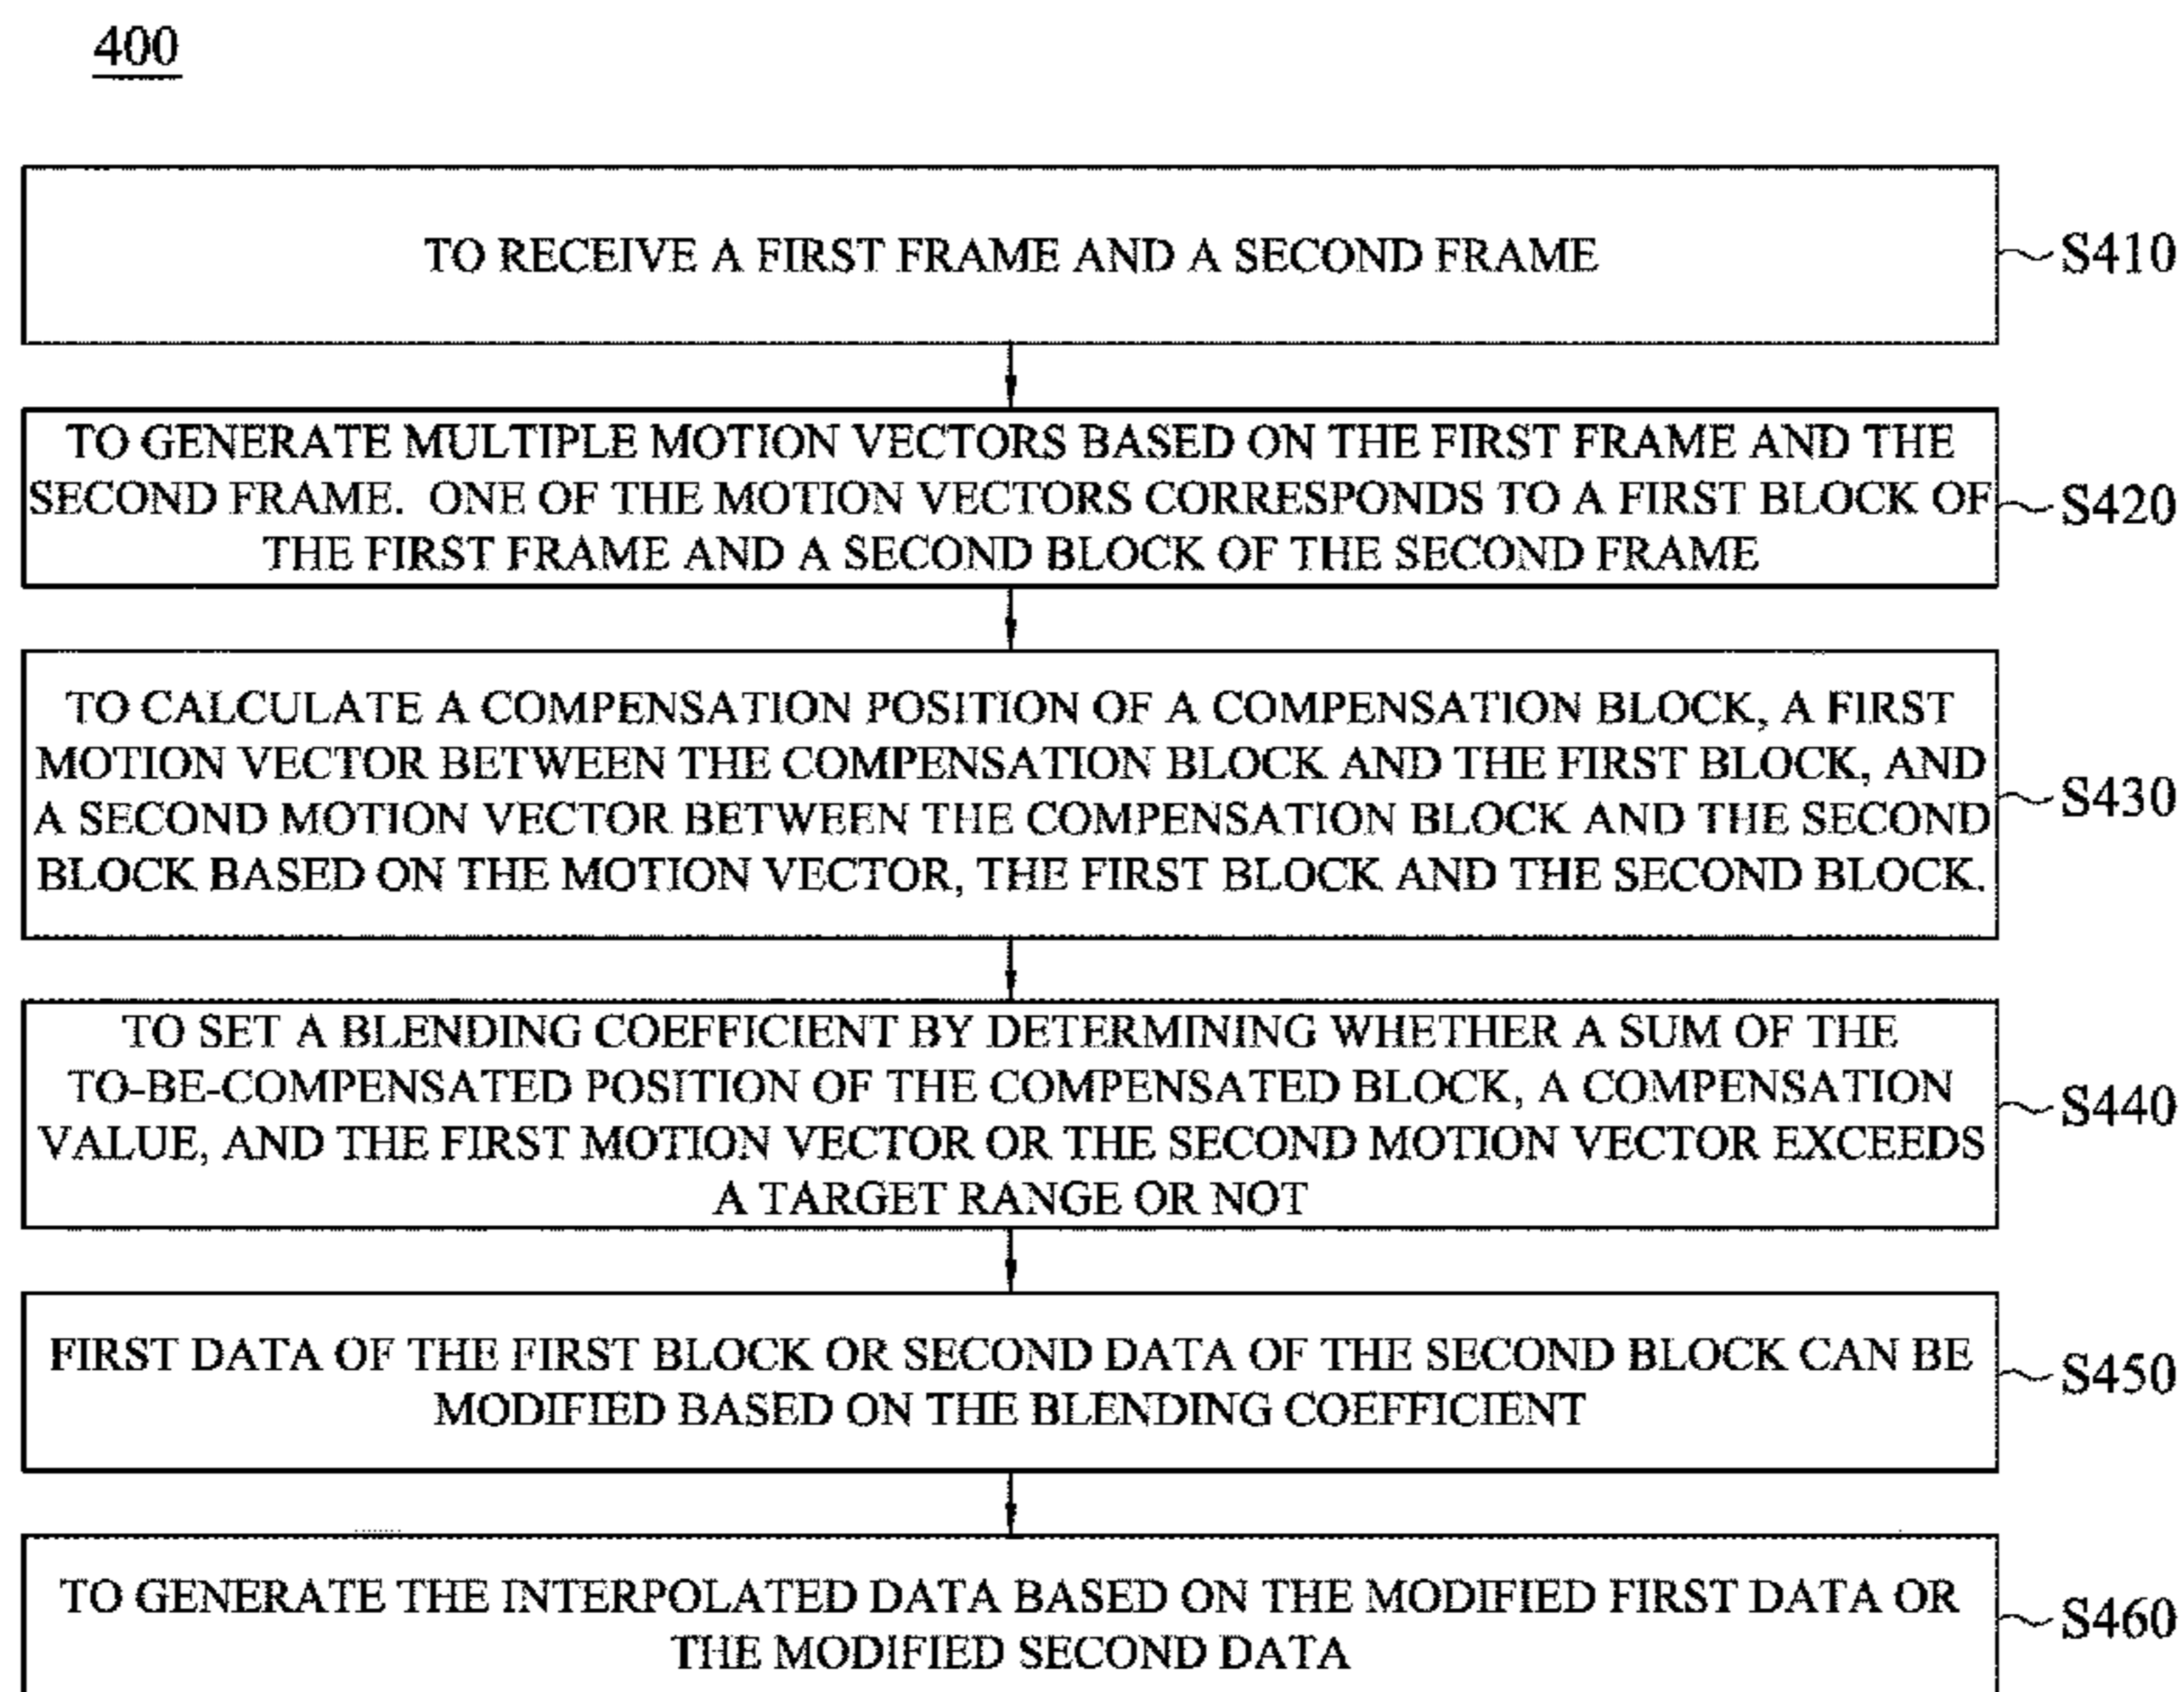 400
TO RECEIVE A FIRST FRAME AND A SECOND FRAME
S410
TO GENERATE MULTIPLE MOTION VECTORS BASED ON THE FIRST FRAME AND THE
SECOND FRAME. ONE OF THE MOTION VECTORS CORRESPONDS TO A FIRST BLOCK OF
THE FIRST FRAME AND A SECOND BLOCK OF THE SECOND FRAME
S420
TO CALCULATE A COMPENSATION POSITION OF A COMPENSATION BLOCK, A FIRST
MOTION VECTOR BETWEEN THE COMPENSATION BLOCK AND THE FIRST BLOCK, AND
A SECOND MOTION VECTOR BETWEEN THE COMPENSATION BLOCK AND THE SECOND
BLOCK BASED ON THE MOTION VECTOR, THE FIRST BLOCK AND THE SECOND BLOCK.
S430
TO SET A BLENDING COEFFICIENT BY DETERMINING WHETHER A SUM OF THE
TO-BE-COMPENSATED POSITION OF THE COMPENSATED BLOCK, A COMPENSATION
VALUE, AND THE FIRST MOTION VECTOR OR THE SECOND MOTION VECTOR EXCEEDS
A TARGET RANGE OR NOT
S440
FIRST DATA OF THE FIRST BLOCK OR SECOND DATA OF THE SECOND BLOCK CAN BE
MODIFIED BASED ON THE BLENDING COEFFICIENT
S450
TO GENERATE THE INTERPOLATED DATA BASED ON THE MODIFIED FIRST DATA OR
THE MODIFIED SECOND DATA
S460